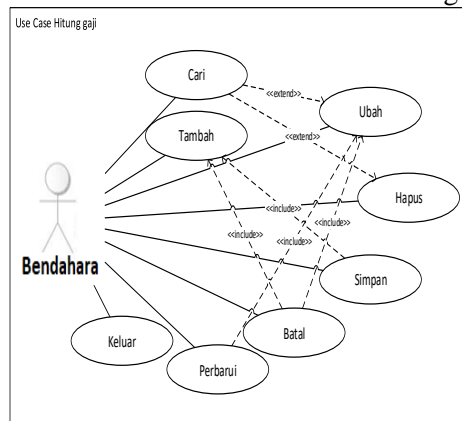 g
Use Case Hitung gaji
Cari
<<extend>>
Ubah
Tambah
<<extend>>
Hapus
<<include>>
<<include>>
<<include>>
<<include>>
Bendahara
Simpan
Keluar
Batal
Perbarui